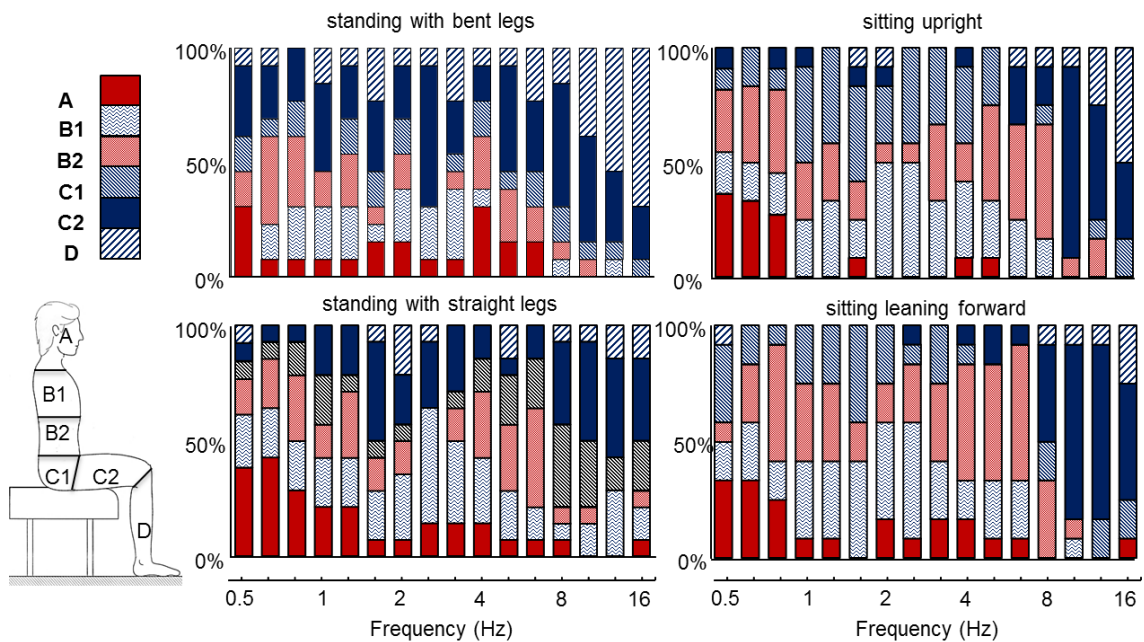 standing with bent legs
sitting upright
100%
50%
0%
100%
50%
0%
A
B1
B2
C1
C2
D
standing with straight legs
sitting leaning forward
100%
50%
0%
100%
50%
0%
A
B1
B2
C1 C2
D
0.5 1 2 4 8 16
Frequency (Hz)
0.5 1 2 4 8 16
Frequency (Hz)